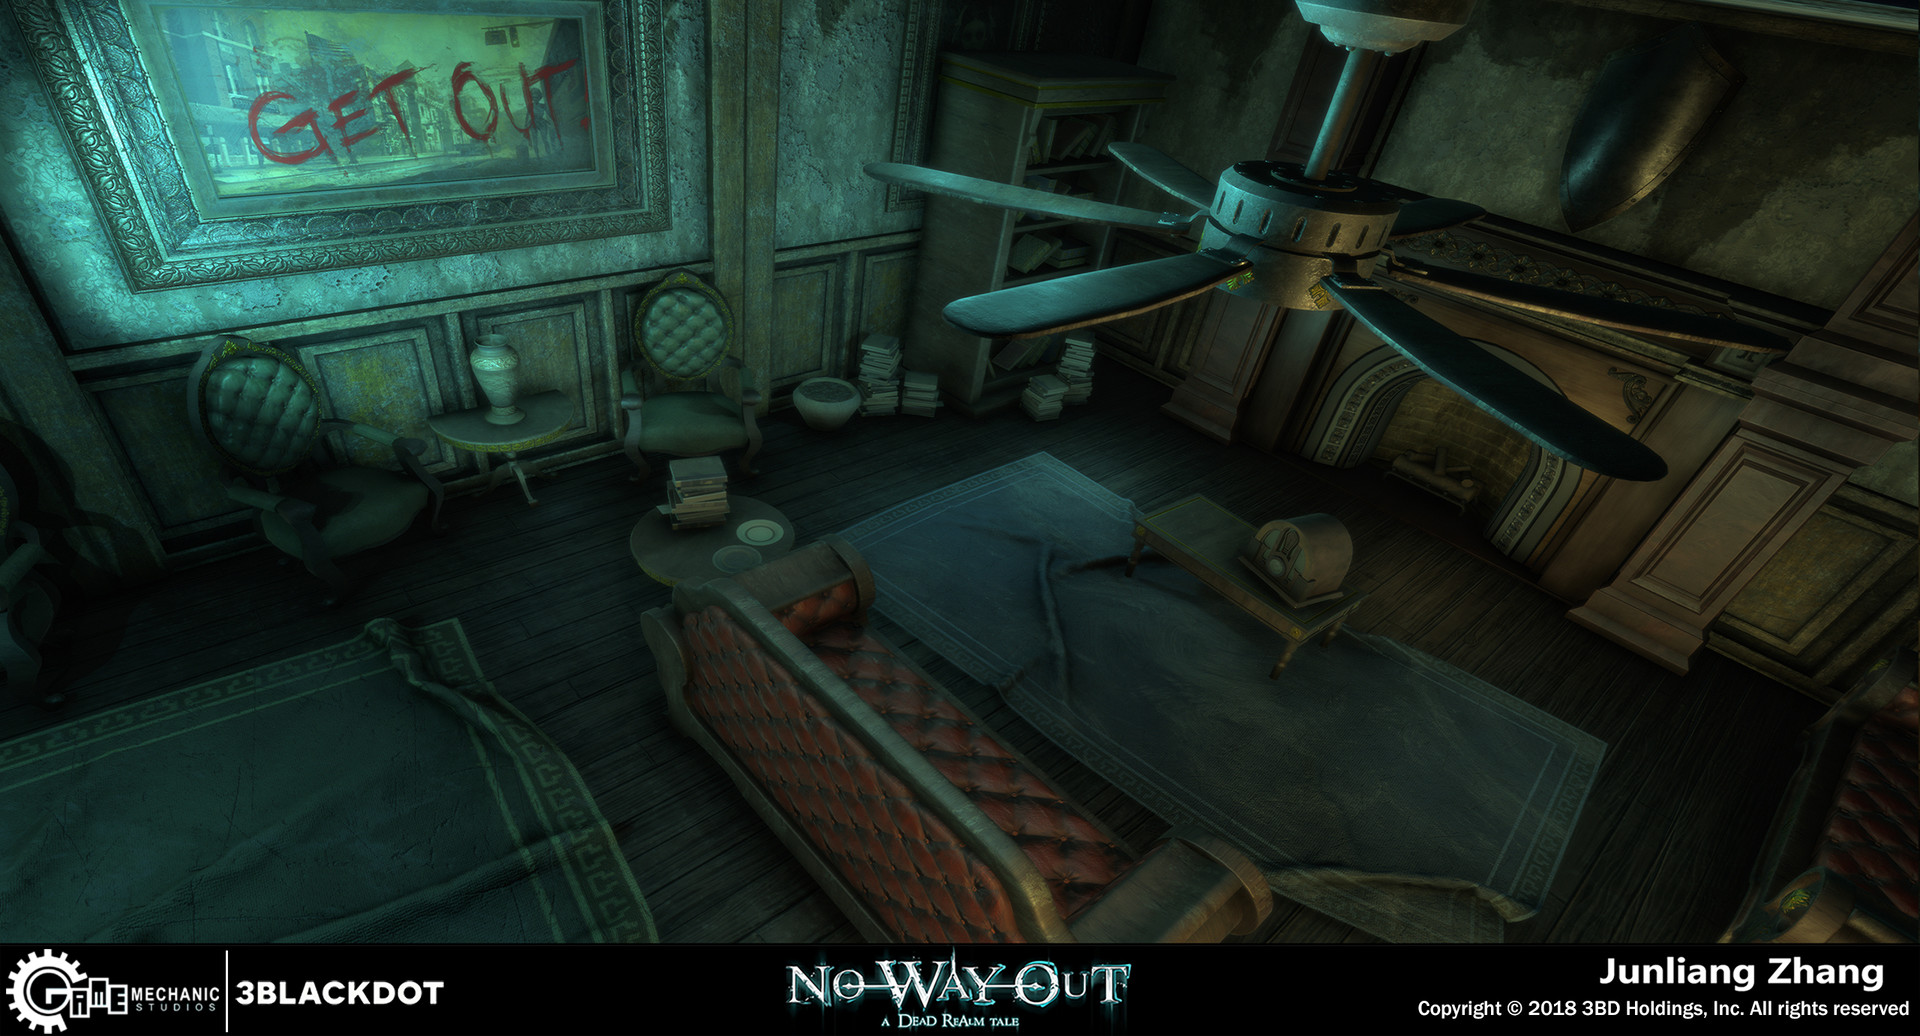 GET OUT!
GAME MECHANIC
STUDIOS
3BLACKDOT
NO WAY OUT
A DEAD REALM TALE
Junliang Zhang
Copyright © 2018 3BD Holdings, Inc. All rights reserved